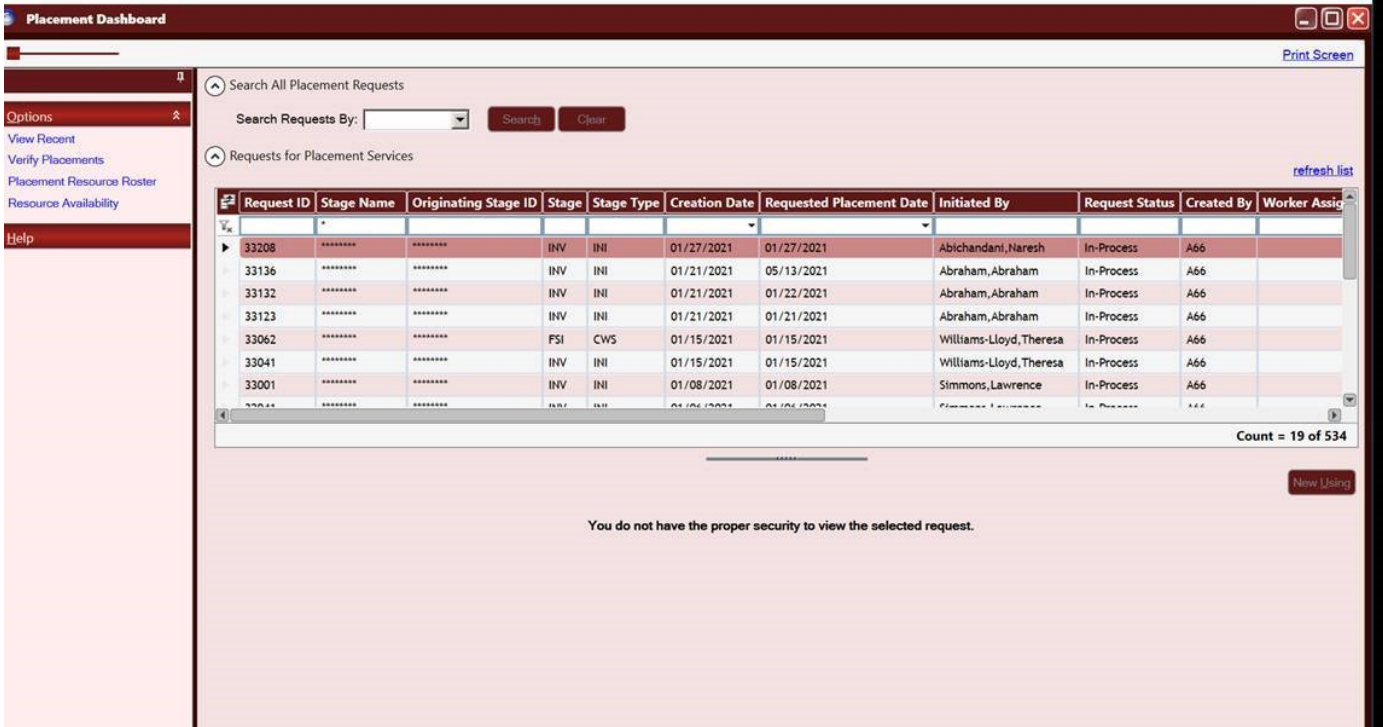 Placement Dashboard
Print Screen
Options
View Recent
Verify Placements
Placement Resource Roster
Resource Availability
Help
Search All Placement Requests
Search Requests By: Search Clear
Requests for Placement Services
refresh list
Request ID Stage Name Originating Stage ID Stage Stage Type Creation Date Requested Placement Date Initiated By Request Status Created By Worker Assig
*
33208 ******** ******** INV INI 01/27/2021 01/27/2021 Abichandani,Naresh In-Process A66
33136 ******** ******** INV INI 01/21/2021 05/13/2021 Abraham,Abraham In-Process A66
33132 ******** ******** INV INI 01/21/2021 01/22/2021 Abraham,Abraham In-Process A66
33123 ******** ******** INV INI 01/21/2021 01/21/2021 Abraham,Abraham In-Process A66
33062 ******** ******** FSI CWS 01/15/2021 01/15/2021 Williams-Lloyd,Theresa In-Process A66
33041 ******** ******** INV INI 01/15/2021 01/15/2021 Williams-Lloyd,Theresa In-Process A66
33001 ******** ******** INV INI 01/08/2021 01/08/2021 Simmons,Lawrence In-Process A66
Count = 19 of 534
New Using
You do not have the proper security to view the selected request.